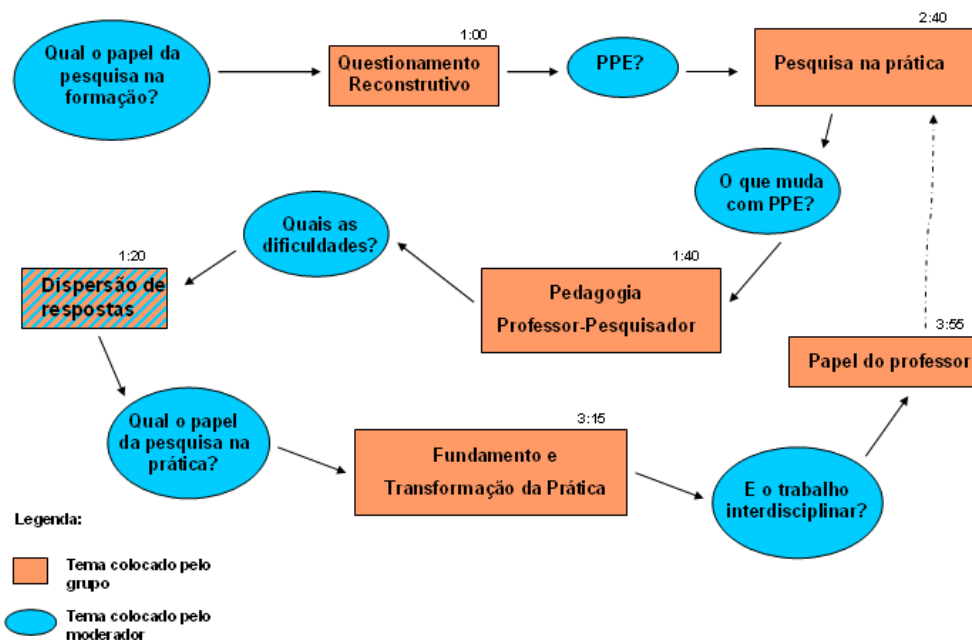 Qual o papel da
pesquisa na
formação?
1:00
Questionamento
Reconstrutivo
PPE?
2:40
Pesquisa na prática
O que muda
com PPE?
1:40
Pedagogia
Professor-Pesquisador
Quais as
dificuldades?
1:20
Dispersão de
respostas
Qual o papel
da pesquisa na
prática?
3:15
Fundamento e
Transformação da Prática
E o trabalho
interdisciplinar?
3:55
Papel do professor
Legenda:
Tema colocado pelo
grupo
Tema colocado pelo
moderador